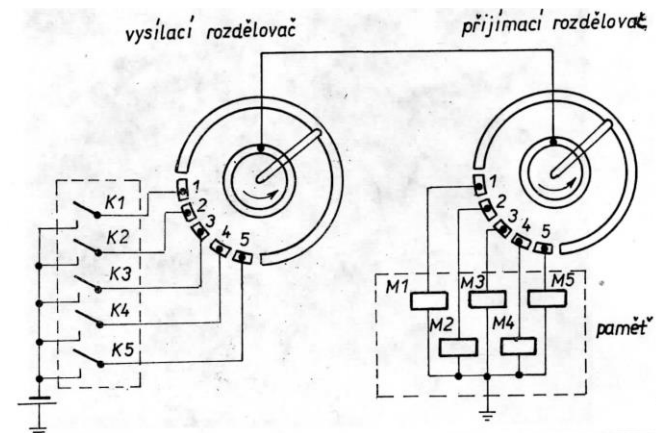 vysílací rozdělovač
přijímací rozdělovač
1
2
3
4
5
1
2
3
4
5
K1
K2
K3
K4
K5
M1
M3
M5
M2
M4
paměť